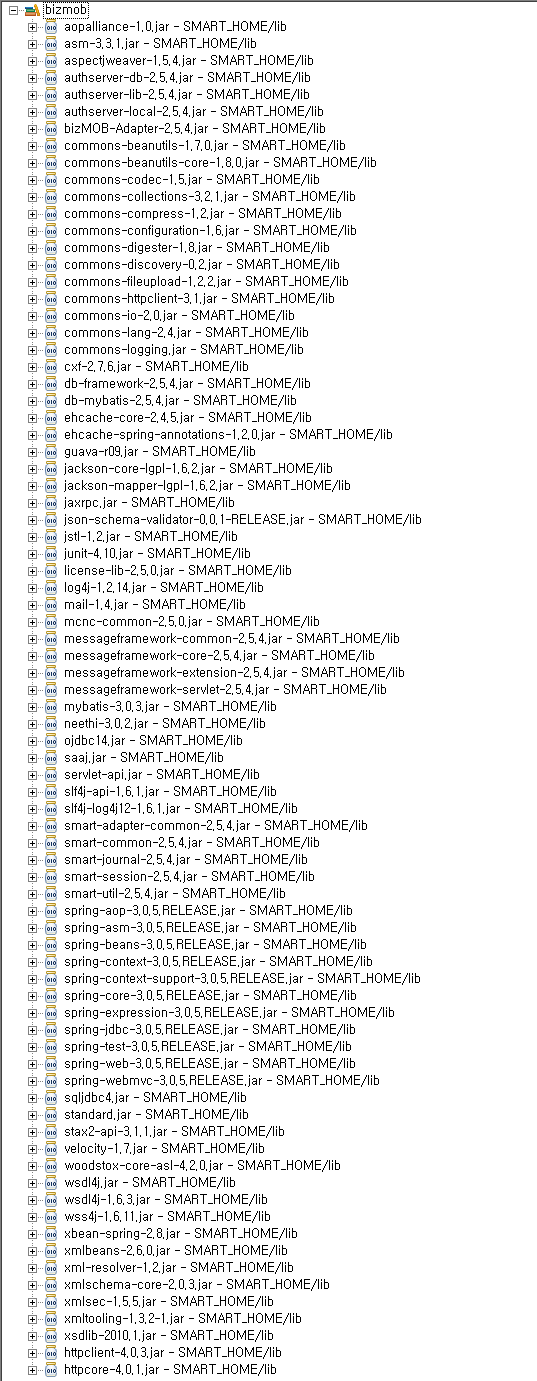 bizmob
aopalliance-1.0.jar - SMART_HOME/lib
asm-3.3.1.jar - SMART_HOME/lib
aspectjweaver-1.5.4.jar - SMART_HOME/lib
authserver-db-2.5.4.jar - SMART_HOME/lib
authserver-lib-2.5.4.jar - SMART_HOME/lib
authserver-local-2.5.4.jar - SMART_HOME/lib
bizMOB-Adapter-2.5.4.jar - SMART_HOME/lib
commons-beanutils-1.7.0.jar - SMART_HOME/lib
commons-beanutils-core-1.8.0.jar - SMART_HOME/lib
commons-codec-1.5.jar - SMART_HOME/lib
commons-collections-3.2.1.jar - SMART_HOME/lib
commons-compress-1.2.jar - SMART_HOME/lib
commons-configuration-1.6.jar - SMART_HOME/lib
commons-digester-1.8.jar - SMART_HOME/lib
commons-discovery-0.2.jar - SMART_HOME/lib
commons-fileupload-1.2.2.jar - SMART_HOME/lib
commons-httpclient-3.1.jar - SMART_HOME/lib
commons-io-2.0.jar - SMART_HOME/lib
commons-lang-2.4.jar - SMART_HOME/lib
commons-logging.jar - SMART_HOME/lib
cxf-2.7.6.jar - SMART_HOME/lib
db-framework-2.5.4.jar - SMART_HOME/lib
db-mybatis-2.5.4.jar - SMART_HOME/lib
ehcache-core-2.4.5.jar - SMART_HOME/lib
ehcache-spring-annotations-1.2.0.jar - SMART_HOME/lib
guava-r09.jar - SMART_HOME/lib
jackson-core-lgpl-1.6.2.jar - SMART_HOME/lib
jackson-mapper-lgpl-1.6.2.jar - SMART_HOME/lib
jaxrpc.jar - SMART_HOME/lib
json-schema-validator-0.0.1-RELEASE.jar - SMART_HOME/lib
jstl-1.2.jar - SMART_HOME/lib
junit-4.10.jar - SMART_HOME/lib
license-lib-2.5.0.jar - SMART_HOME/lib
log4j-1.2.14.jar - SMART_HOME/lib
mail-1.4.jar - SMART_HOME/lib
mcnc-common-2.5.0.jar - SMART_HOME/lib
messageframework-common-2.5.4.jar - SMART_HOME/lib
messageframework-core-2.5.4.jar - SMART_HOME/lib
messageframework-extension-2.5.4.jar - SMART_HOME/lib
messageframework-servlet-2.5.4.jar - SMART_HOME/lib
mybatis-3.0.3.jar - SMART_HOME/lib
neethi-3.0.2.jar - SMART_HOME/lib
ojdbc14.jar - SMART_HOME/lib
saaj.jar - SMART_HOME/lib
servlet-api.jar - SMART_HOME/lib
slf4j-api-1.6.1.jar - SMART_HOME/lib
slf4j-log4j12-1.6.1.jar - SMART_HOME/lib
smart-adapter-common-2.5.4.jar - SMART_HOME/lib
smart-common-2.5.4.jar - SMART_HOME/lib
smart-journal-2.5.4.jar - SMART_HOME/lib
smart-session-2.5.4.jar - SMART_HOME/lib
smart-util-2.5.4.jar - SMART_HOME/lib
spring-aop-3.0.5.RELEASE.jar - SMART_HOME/lib
spring-asm-3.0.5.RELEASE.jar - SMART_HOME/lib
spring-beans-3.0.5.RELEASE.jar - SMART_HOME/lib
spring-context-3.0.5.RELEASE.jar - SMART_HOME/lib
spring-context-support-3.0.5.RELEASE.jar - SMART_HOME/lib
spring-core-3.0.5.RELEASE.jar - SMART_HOME/lib
spring-expression-3.0.5.RELEASE.jar - SMART_HOME/lib
spring-jdbc-3.0.5.RELEASE.jar - SMART_HOME/lib
spring-test-3.0.5.RELEASE.jar - SMART_HOME/lib
spring-web-3.0.5.RELEASE.jar - SMART_HOME/lib
spring-webmvc-3.0.5.RELEASE.jar - SMART_HOME/lib
sqljdbc4.jar - SMART_HOME/lib
standard.jar - SMART_HOME/lib
stax2-api-3.1.1.jar - SMART_HOME/lib
velocity-1.7.jar - SMART_HOME/lib
woodstox-core-asl-4.2.0.jar - SMART_HOME/lib
wsdl4j.jar - SMART_HOME/lib
wsdl4j-1.6.3.jar - SMART_HOME/lib
wss4j-1.6.11.jar - SMART_HOME/lib
xbean-spring-2.8.jar - SMART_HOME/lib
xmlbeans-2.6.0.jar - SMART_HOME/lib
xml-resolver-1.2.jar - SMART_HOME/lib
xmlschema-core-2.0.3.jar - SMART_HOME/lib
xmlsec-1.5.5.jar - SMART_HOME/lib
xmltooling-1.3.2-1.jar - SMART_HOME/lib
xsdlib-2010.1.jar - SMART_HOME/lib
httpclient-4.0.3.jar - SMART_HOME/lib
httpcore-4.0.1.jar - SMART_HOME/lib